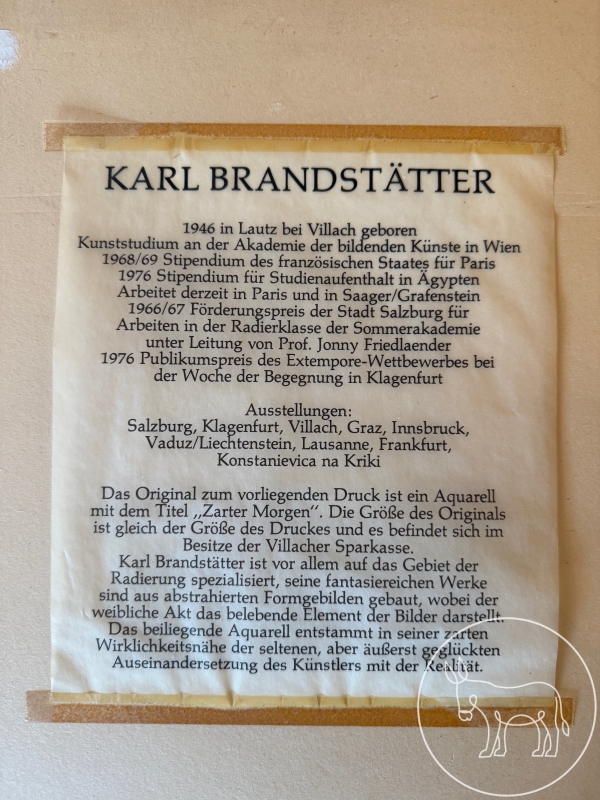 KARL BRANDSTÄTTER
1946 in Lautz bei Villach geboren
Kunststudium an der Akademie der bildenden Künste in Wien
1968/69 Stipendium des französischen Staates für Paris
1976 Stipendium für Studienaufenthalt in Ägypten
Arbeitet derzeit in Paris und in Saager/Grafenstein
1966/67 Förderungspreis der Stadt Salzburg für
Arbeiten in der Radierklasse der Sommerakademie
unter Leitung von Prof. Jonny Friedlaender
1976 Publikumspreis des Extempore-Wettbewerbes bei
der Woche der Begegnung in Klagenfurt
Ausstellungen:
Salzburg, Klagenfurt, Villach, Graz, Innsbruck,
Vaduz/Liechtenstein, Lausanne, Frankfurt,
Konstanievica na Kriki
Das Original zum vorliegenden Druck ist ein Aquarell
mit dem Titel „Zarter Morgen“. Die Größe des Originals
ist gleich der Größe des Druckes und es befindet sich im
Besitze der Villacher Sparkasse.
Karl Brandstätter ist vor allem auf das Gebiet der
Radierung spezialisiert, seine fantasiereichen Werke
sind aus abstrahierten Formgebilden gebaut, wobei der
weibliche Akt das belebende Element der Bilder darstellt.
Das beiliegende Aquarell entstammt in seiner zarten
Wirklichkeitsnähe der seltenen, aber äußerst geglückten
Auseinandersetzung des Künstlers mit der Realität.